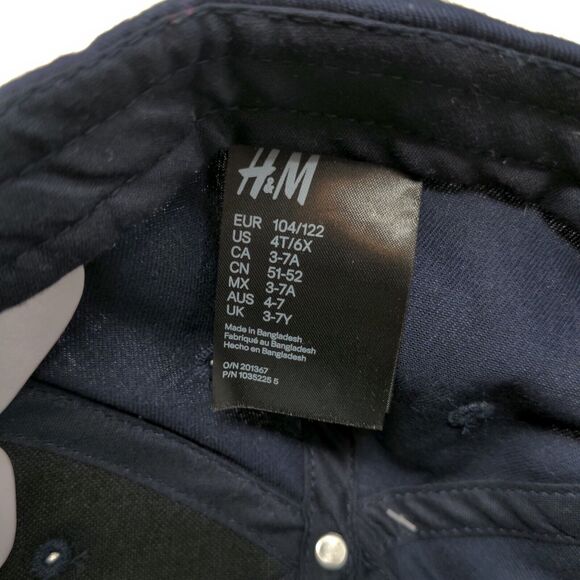 H&M
EUR 104/122
US 4T/6X
CA 3-7A
CN 51-52
MX 3-7A
AUS 4-7
UK 3-7Y
Made in Bangladesh
Fabriqué au Bangladesh
Hecho en Bangladesh
O/N 201367
P/N 1035225 5